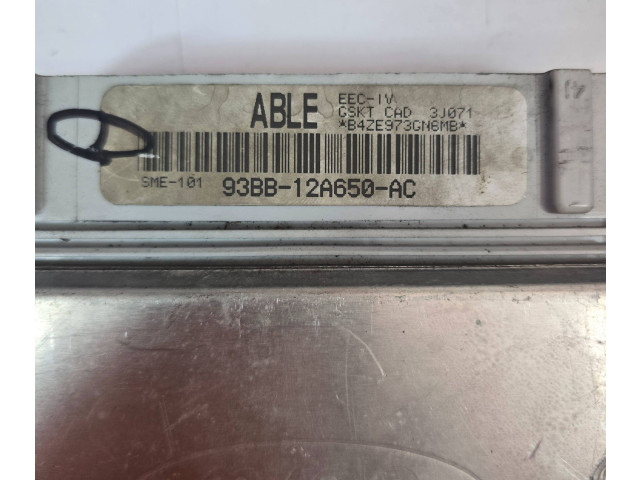 ABLE
EEC-IV
GSKT CAD 3J071
*B4ZE973GN6MB*
SME-101 93BB-12A650-AC